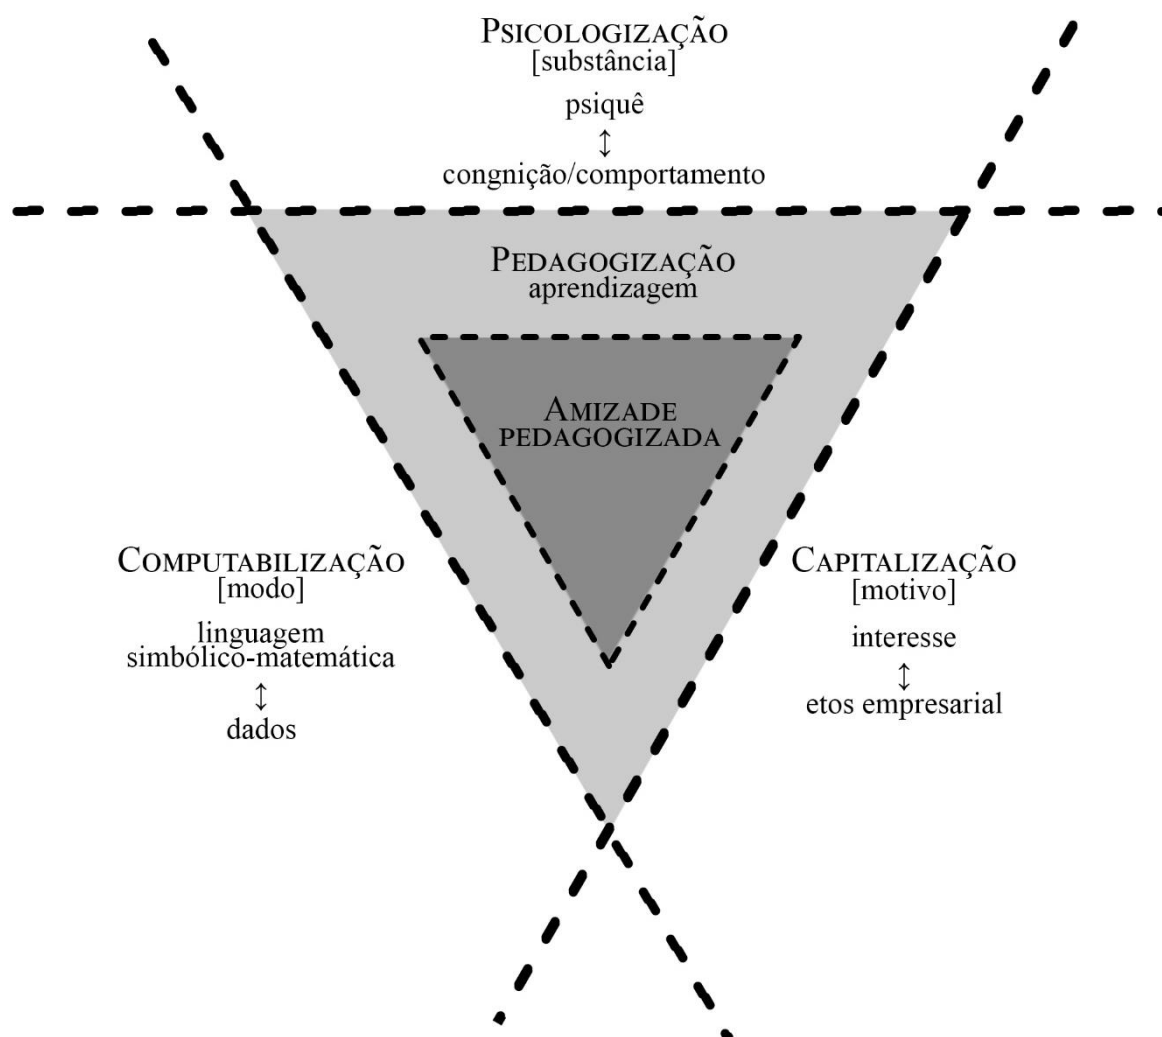 PSICOLOGIZAÇÃO
[substância]
psiquê
↕
congnição/comportamento
PEDAGOGIZAÇÃO
aprendizagem
AMIZADE
PEDAGOGIZADA
COMPUTABILIZAÇÃO
[modo]
linguagem
simbólico-matemática
↕
dados
CAPITALIZAÇÃO
[motivo]
interesse
↕
etos empresarial